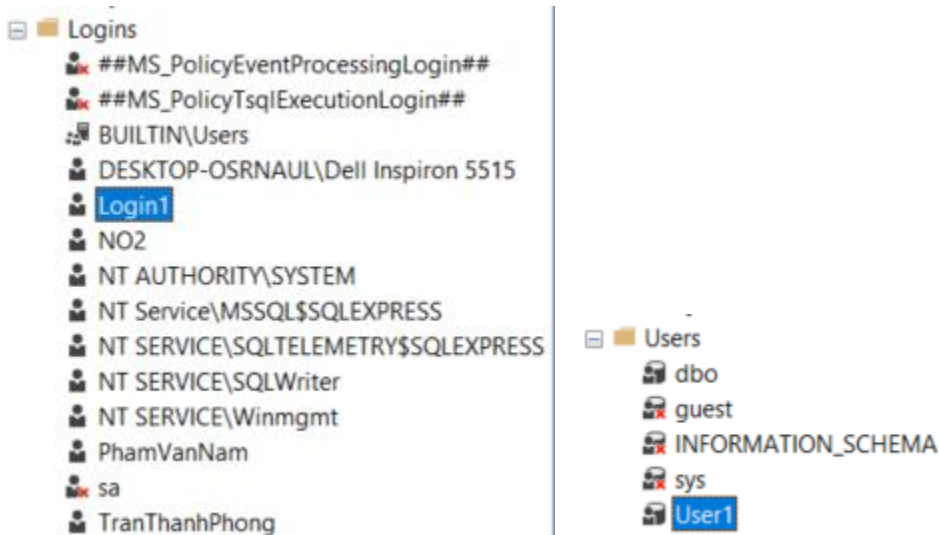 Logins
##MS_PolicyEventProcessingLogin##
##MS_PolicyTsqlExecutionLogin##
BUILTIN\Users
DESKTOP-OSRNAUL\Dell Inspiron 5515
Login1
NO2
NT AUTHORITY\SYSTEM
NT Service\MSSQL$SQLEXPRESS
NT SERVICE\SQLTELEMETRY$SQLEXPRESS
NT SERVICE\SQLWriter
NT SERVICE\Winmgmt
PhamVanNam
sa
TranThanhPhong
Users
dbo
guest
INFORMATION_SCHEMA
sys
User1